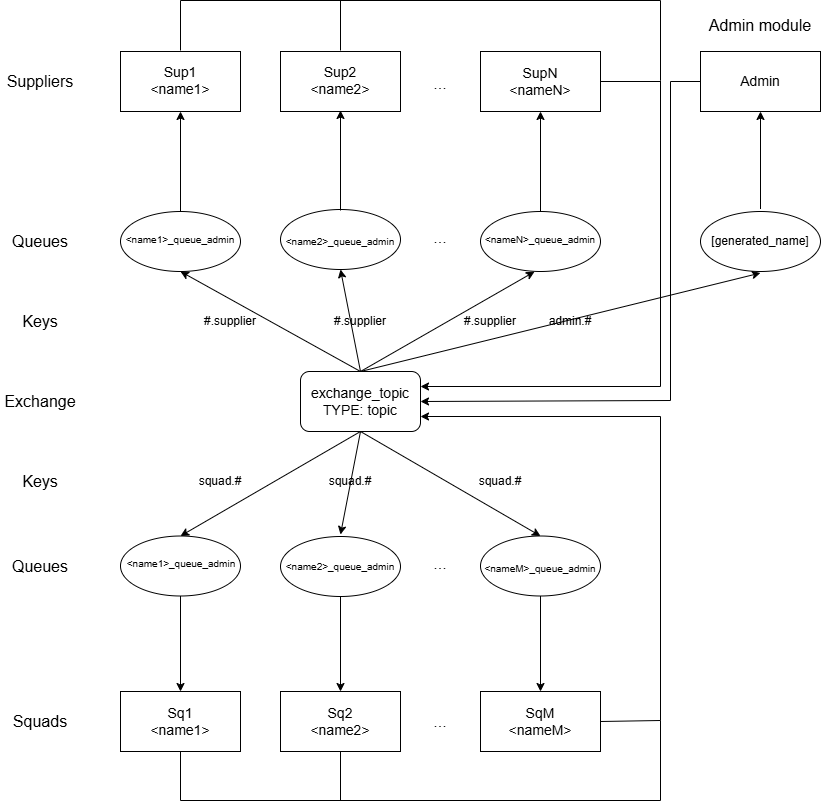 Admin module
Suppliers
Sup1
<name1>
Sup2
<name2>
...
SupN
<nameN>
Admin
Queues
<name1>_queue_admin
<name2>_queue_admin
...
<nameN>_queue_admin
[generated_name]
Keys
#.supplier
#.supplier
#.supplier
admin.#
Exchange
exchange_topic
TYPE: topic
Keys
squad.#
squad.#
squad.#
Queues
<name1>_queue_admin
<name2>_queue_admin
...
<nameM>_queue_admin
Squads
Sq1
<name1>
Sq2
<name2>
...
SqM
<nameM>